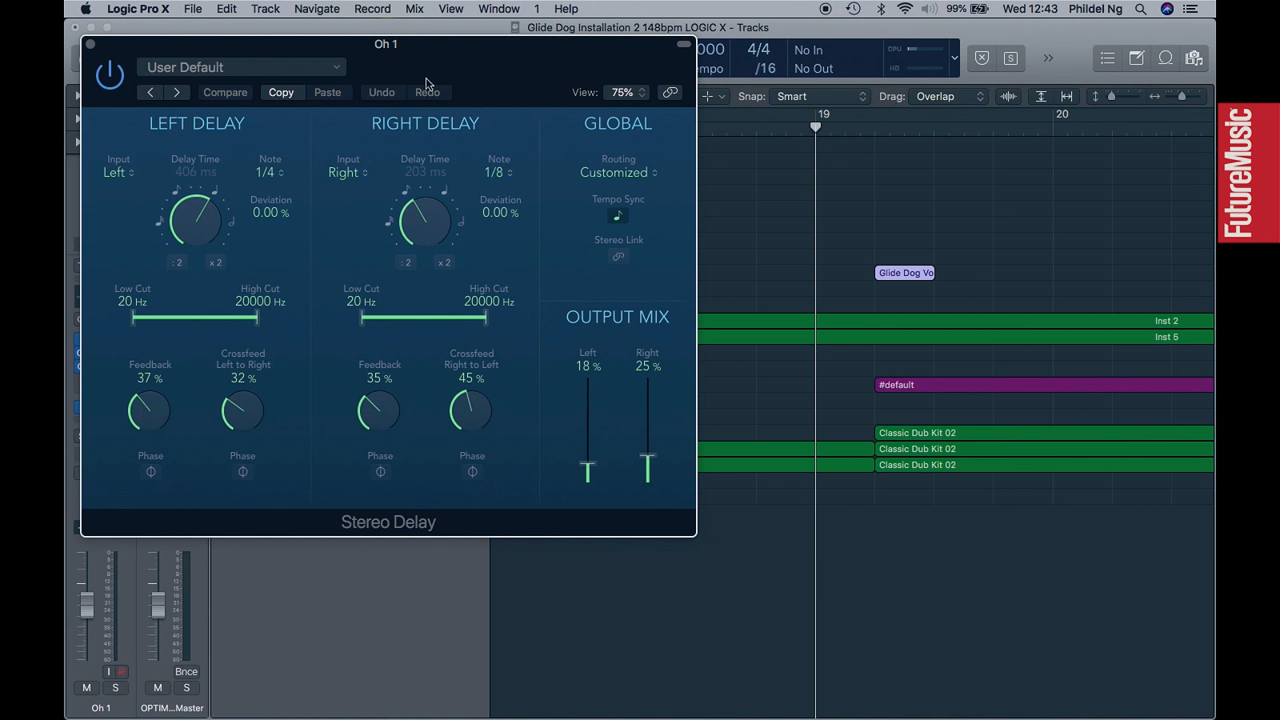 Logic Pro X File Edit Track Navigate Record Mix View Window 1 Help 99% Wed 12:43 Phildel Ng
Glide Dog Installation 2 148bpm LOGIC X - Tracks
Oh 1
User Default
000 4/4 No In
Tempo /16 No Out
CPU
HD
Compare Copy Paste Undo Redo View: 75%
Snap: Smart Drag: Overlap
19 20
LEFT DELAY RIGHT DELAY GLOBAL
Input Delay Time Note Input Delay Time Note Routing
Left 406 ms 1/4 Right 203 ms 1/8 Customized
Deviation Deviation Tempo Sync
0.00 % 0.00 %
Stereo Link
: 2 x 2 : 2 x 2
Low Cut High Cut Low Cut High Cut
20 Hz 20000 Hz 20 Hz 20000 Hz
OUTPUT MIX
Left Right
18 % 25 %
Feedback Crossfeed Left to Right Feedback Crossfeed Right to Left
37 % 32 % 35 % 45 %
Phase Phase Phase Phase
Stereo Delay
Glide Dog Vo
Inst 2
Inst 5
#default
Classic Dub Kit 02
Classic Dub Kit 02
Classic Dub Kit 02
I R Bnce
M S M S
Oh 1 OPTIM...Master
FutureMusic